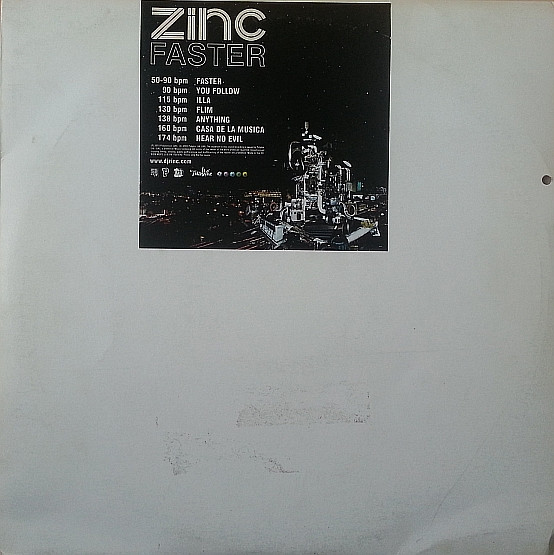 zinc
FASTER
50-90 bpm FASTER
90 bpm YOU FOLLOW
115 bpm ILLA
130 bpm FLIM
138 bpm ANYTHING
160 bpm CASA DE LA MUSICA
174 bpm HEAR NO EVIL
www.djzinc.com